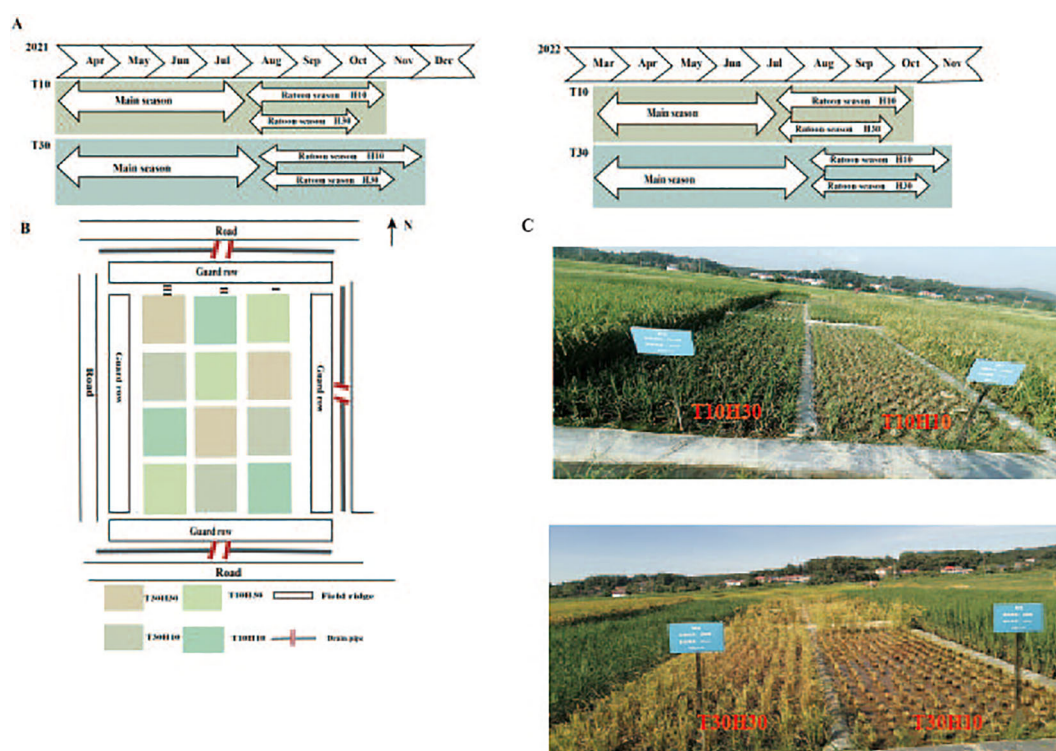 A
2021
Apr May Jun Jul Aug Sep Oct Nov Dec
T10
Main season
Ratoon season H10
Ratoon season H30
T30
Main season
Ratoon season H10
Ratoon season H30
2022
Mar Apr May Jun Jul Aug Sep Oct Nov
T10
Main season
Ratoon season H10
Ratoon season H30
T30
Main season
Ratoon season H10
Ratoon season H30
B
Road
N
Guard row
III II I
Road
Guard row
Guard row
Guard row
Road
T30H30
T10H30
Field ridge
T30H10
T10H10
Drain pipe
C
T10H30
T10H10
T30H30
T30H10